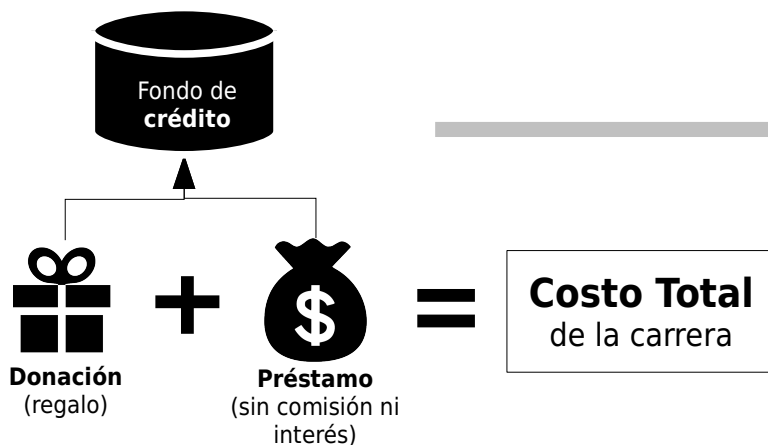 Fondo de
crédito
$
+
=
Costo Total
de la carrera
Donación
(regalo)
Préstamo
(sin comisión ni
interés)